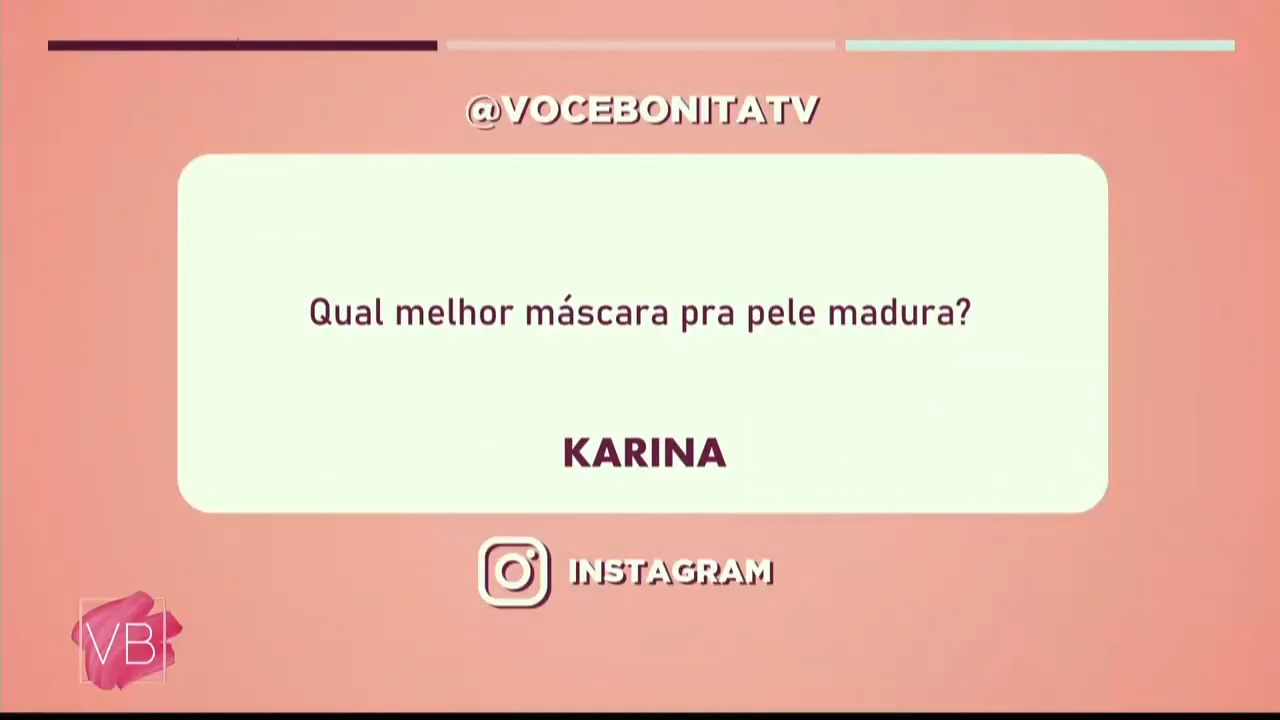 @VOCEBONITATV
Qual melhor máscara pra pele madura?
KARINA
INSTAGRAM
VB